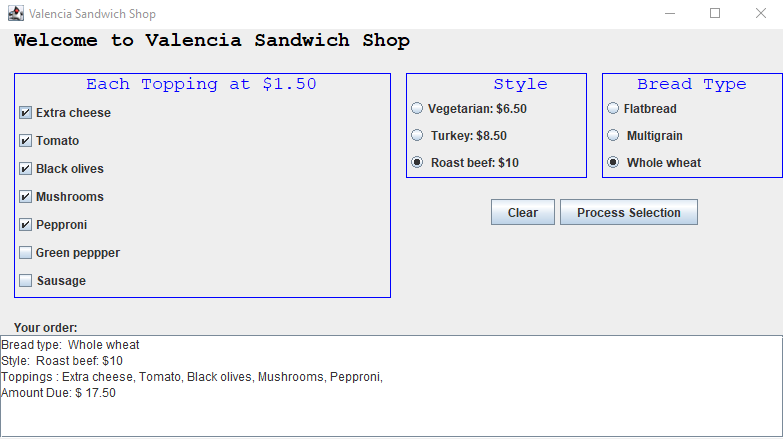 Valencia Sandwich Shop
Welcome to Valencia Sandwich Shop
Each Topping at $1.50
Extra cheese
Tomato
Black olives
Mushrooms
Pepproni
Green peppper
Sausage
Style
Vegetarian: $6.50
Turkey: $8.50
Roast beef: $10
Bread Type
Flatbread
Multigrain
Whole wheat
Clear
Process Selection
Your order:
Bread type:  Whole wheat
Style:  Roast beef: $10
Toppings : Extra cheese, Tomato, Black olives, Mushrooms, Pepproni,
Amount Due: $ 17.50